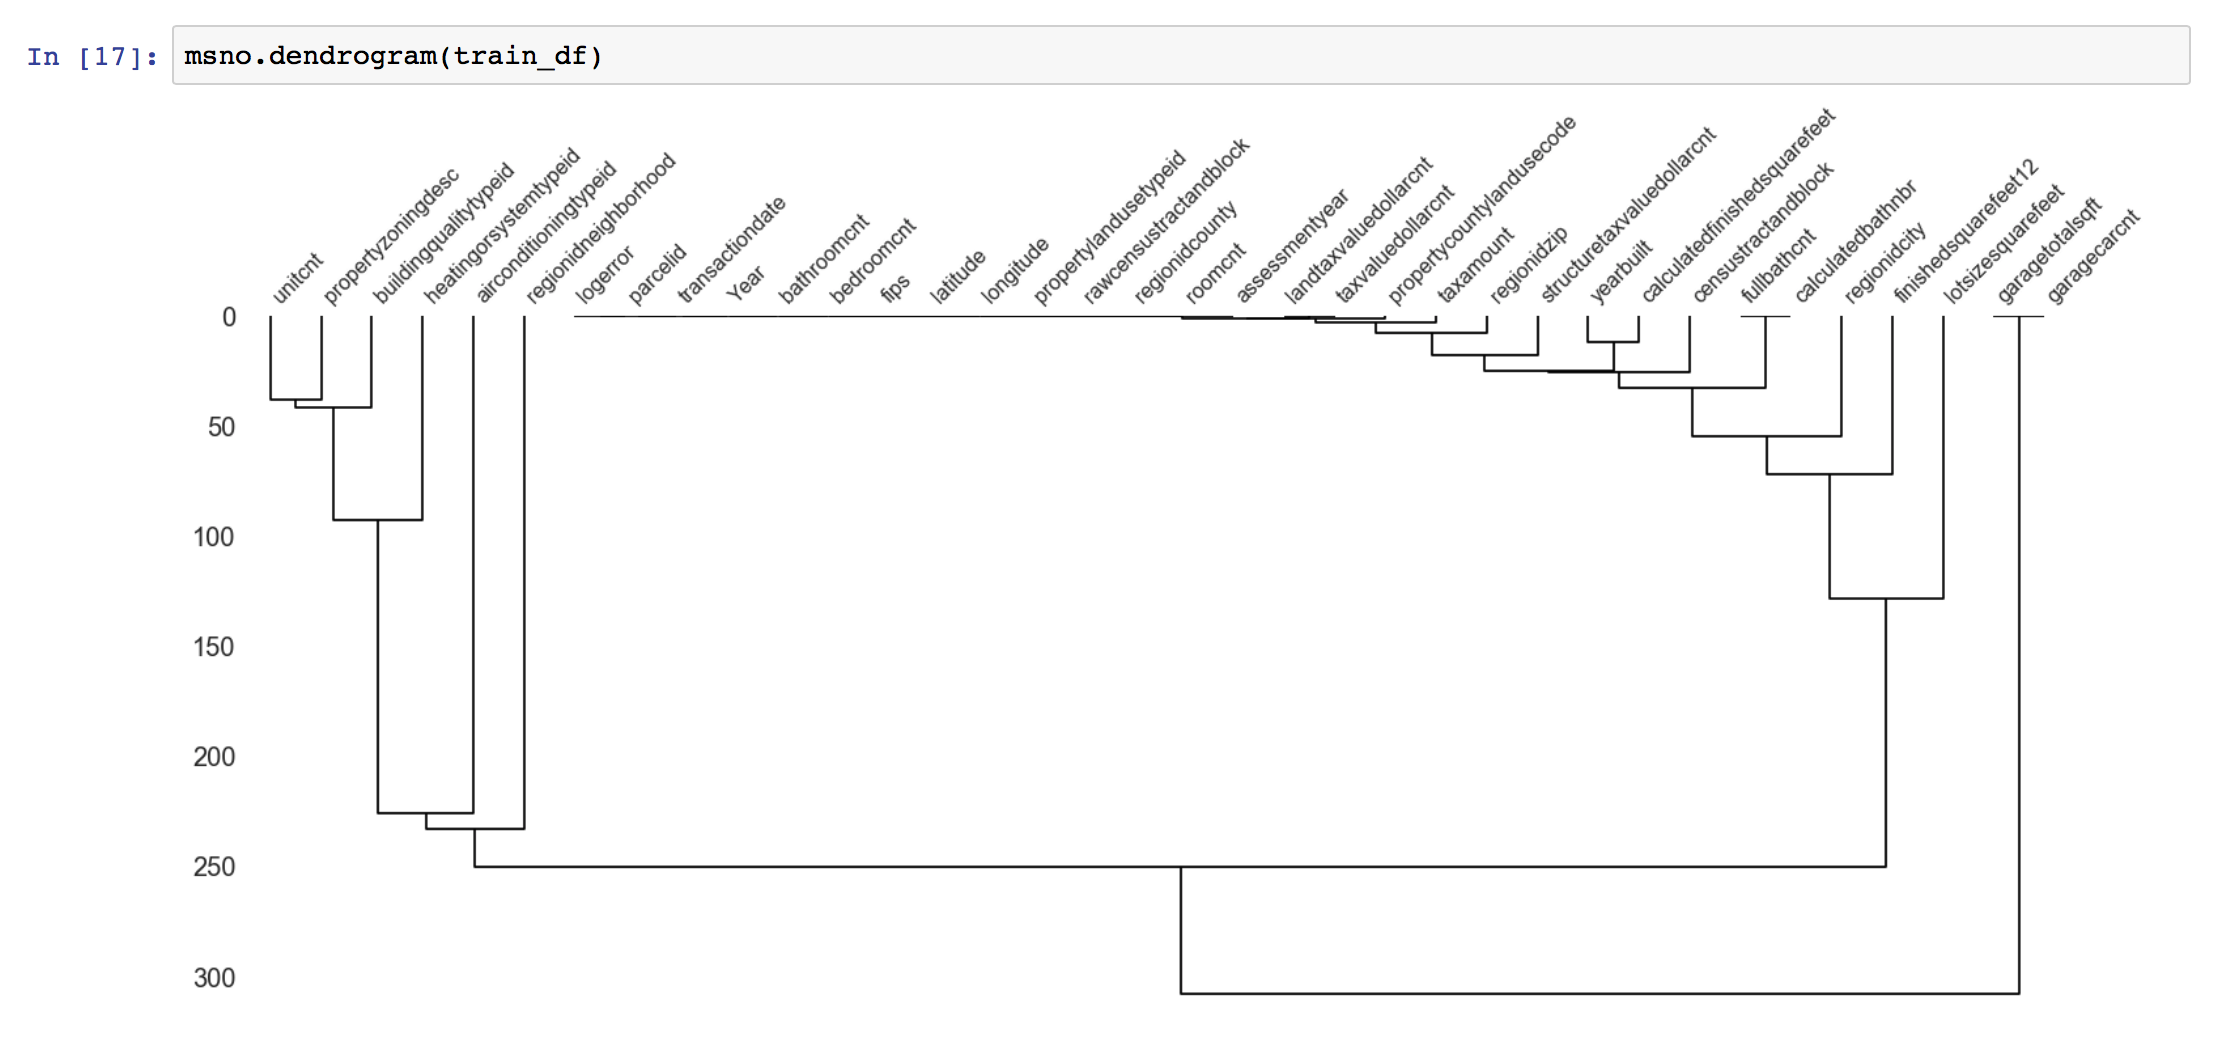 In [17]: msno.dendrogram(train_df)
unitcnt
propertyzoningdesc
buildingqualitytypeid
heatingorsystemtypeid
airconditioningtypeid
regionidneighborhood
logerror
parcelid
transactiondate
Year
bathroomcnt
bedroomcnt
fips
latitude
longitude
propertylandusetypeid
rawcensustractandblock
regionidcounty
roomcnt
assessmentyear
landtaxvaluedollarcnt
taxvaluedollarcnt
propertycountylandusecode
taxamount
regionidzip
structuretaxvaluedollarcnt
yearbuilt
calculatedfinishedsquarefeet
censustractandblock
fullbathcnt
calculatedbathnbr
regionidcity
finishedsquarefeet12
lotsizesquarefeet
garagetotalsqft
garagecarcnt
0
50
100
150
200
250
300